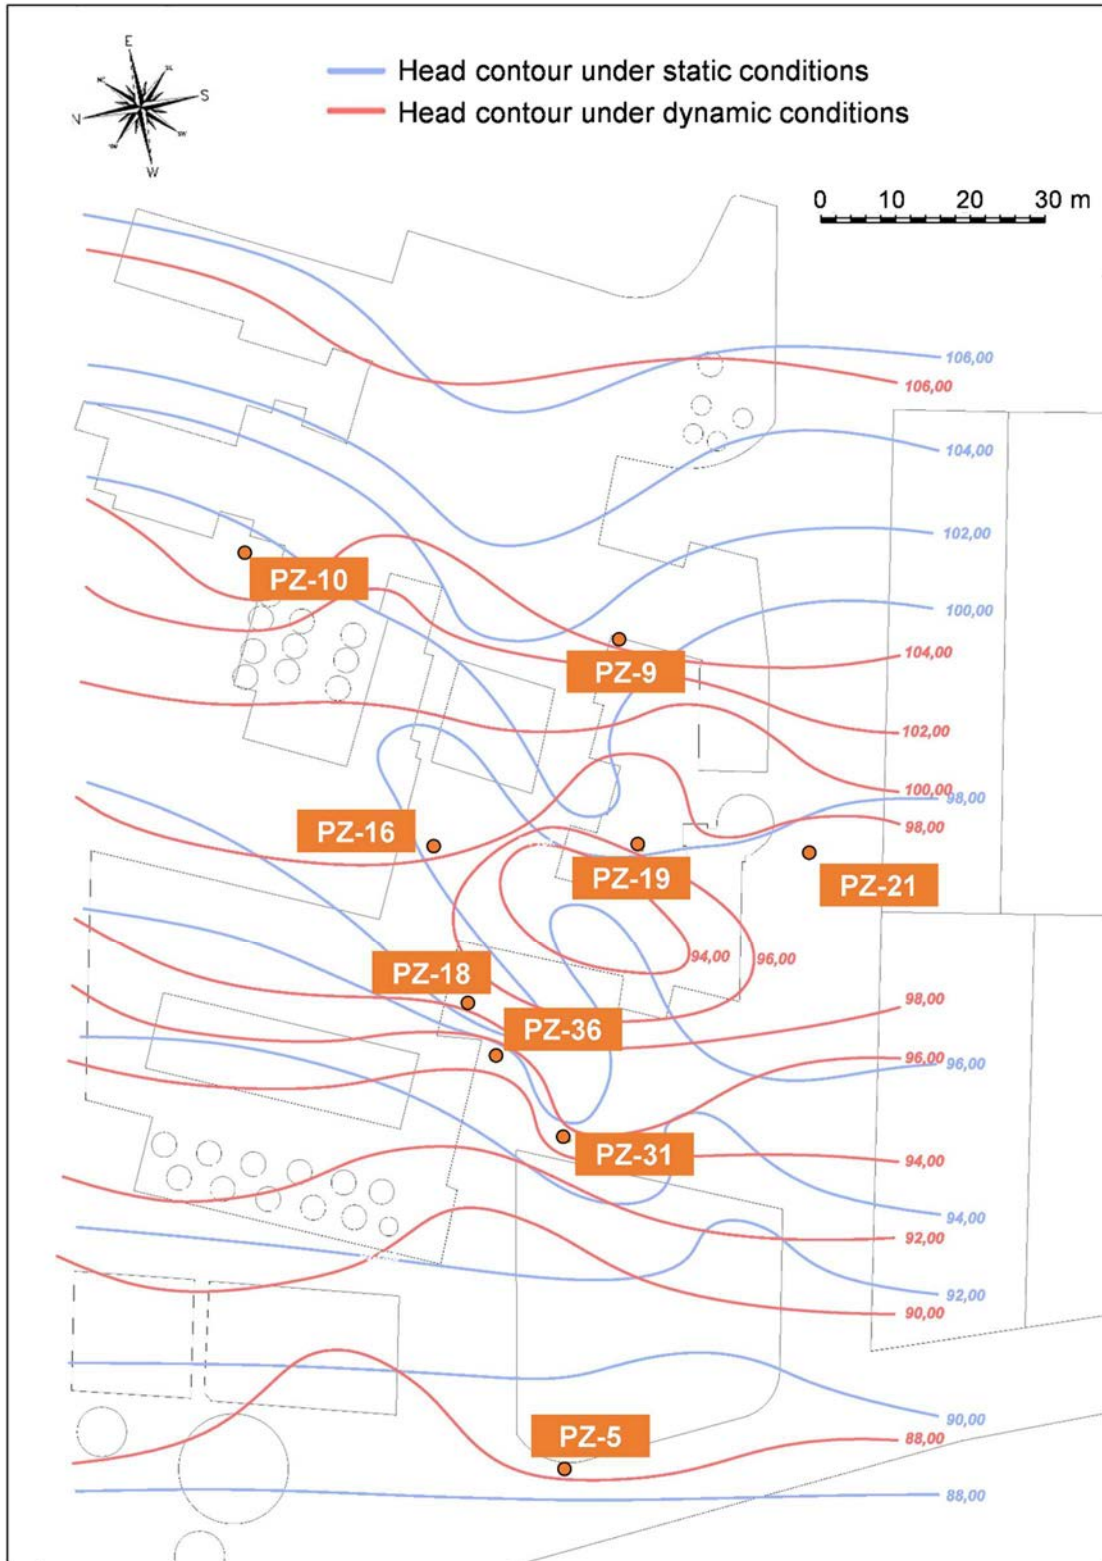 E
S
N
W
Head contour under static conditions
Head contour under dynamic conditions
0 10 20 30 m
106,00
106,00
104,00
102,00
PZ-10
100,00
104,00
PZ-9
102,00
100,00
98,00
98,00
PZ-16
PZ-19
PZ-21
94,00
96,00
PZ-18
98,00
PZ-36
96,00
96,00
PZ-31
94,00
94,00
92,00
92,00
90,00
90,00
PZ-5
88,00
88,00